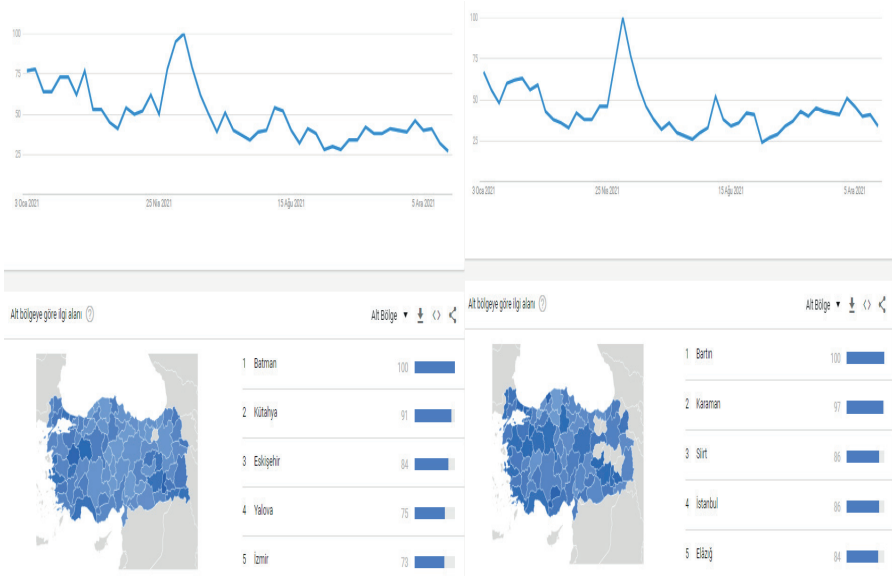 100
75
50
25
3 Oca 2021
25 Nis 2021
15 Ağu 2021
5 Ara 2021
Alt bölgeye göre ilgi alanı ?
Alt Bölge
1 Batman 100
2 Kütahya 91
3 Eskişehir 84
4 Yalova 75
5 İzmir 73
100
75
50
25
3 Oca 2021
25 Nis 2021
15 Ağu 2021
5 Ara 2021
Alt bölgeye göre ilgi alanı ?
Alt Bölge
1 Bartın 100
2 Karaman 97
3 Siirt 86
4 İstanbul 86
5 Elâzığ 84